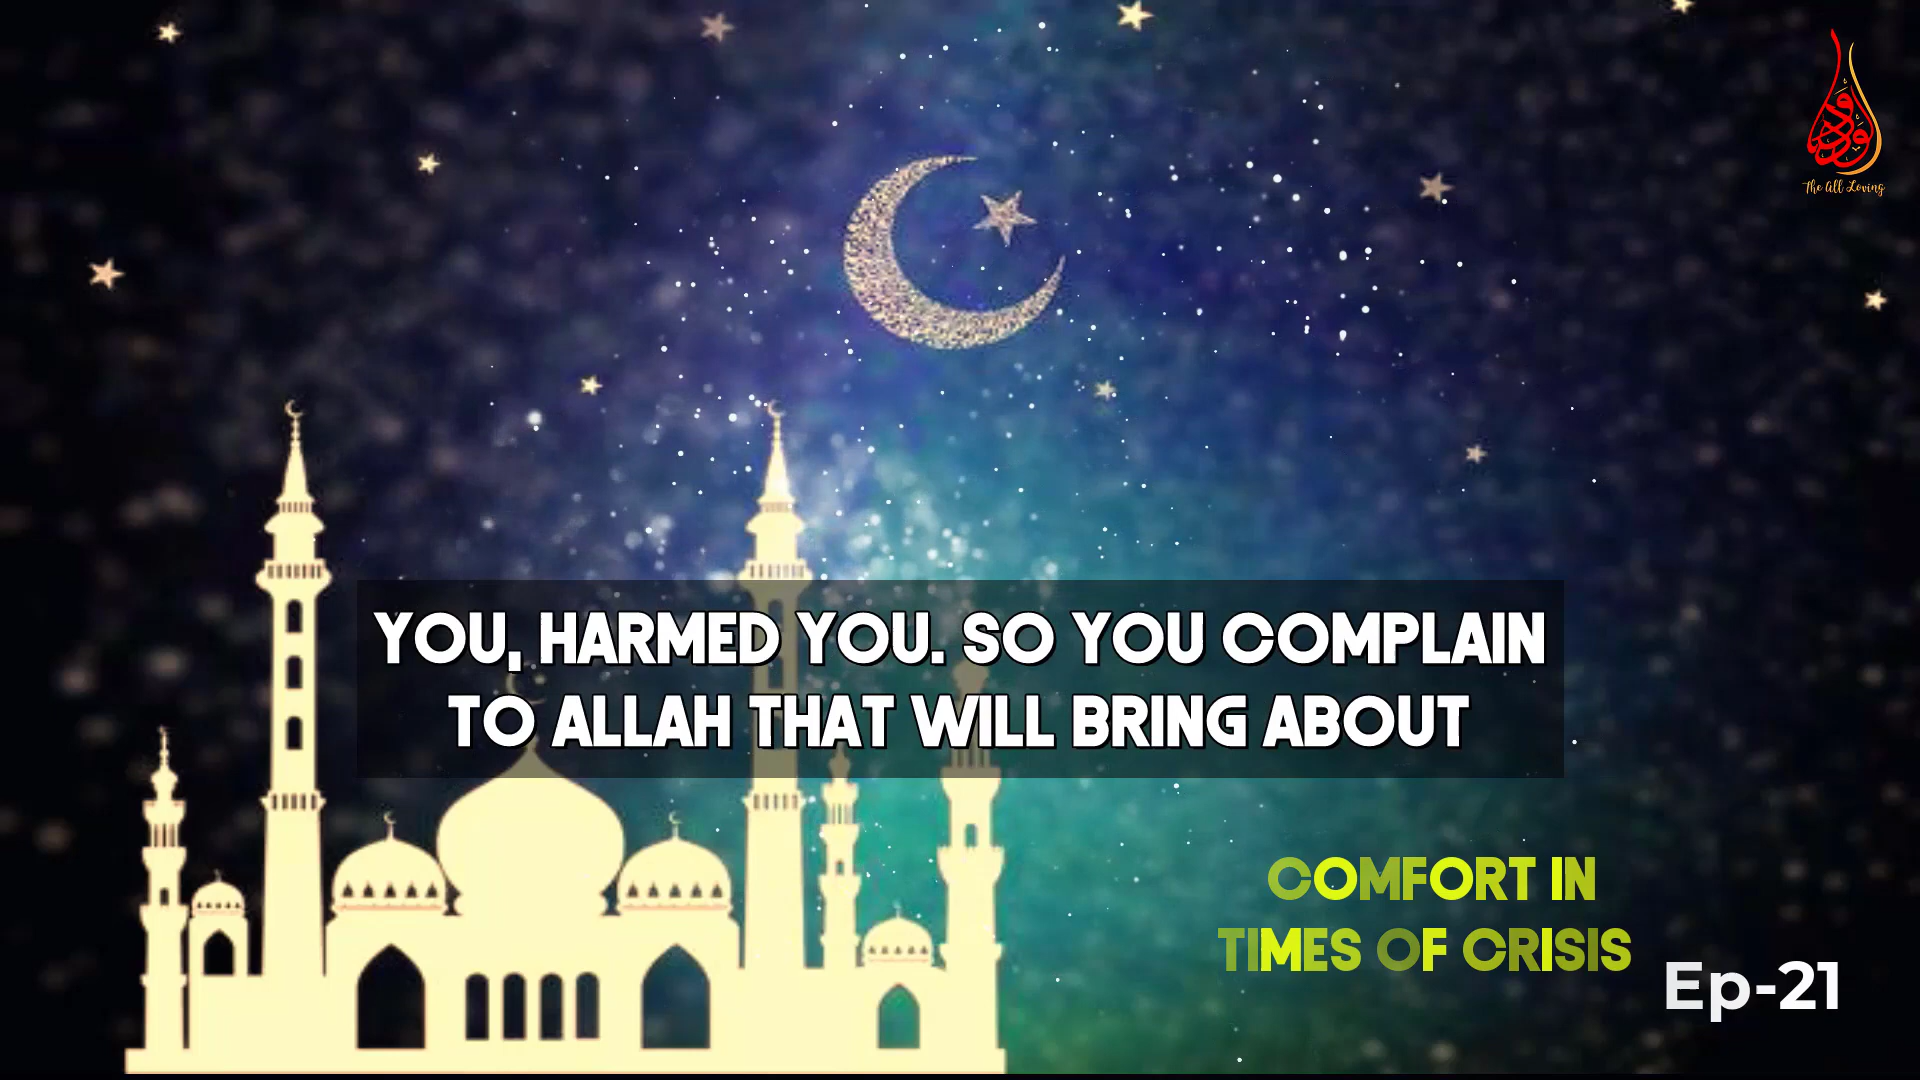 الودود
The All Loving
YOU, HARMED YOU. SO YOU COMPLAIN
TO ALLAH THAT WILL BRING ABOUT
COMFORT IN
TIMES OF CRISIS
Ep-21